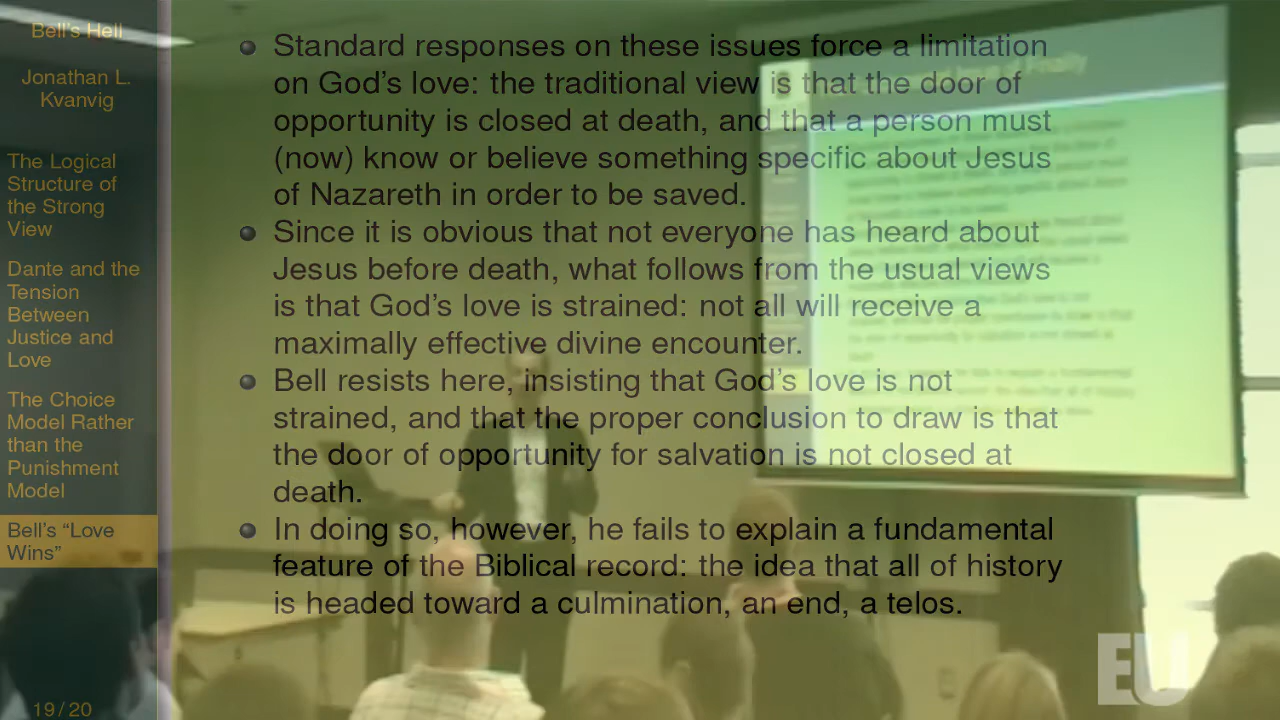 Bell's Hell
Jonathan L.
Kvanvig
The Logical
Structure of
the Strong
View
Dante and the
Tension
Between
Justice and
Love
The Choice
Model Rather
than the
Punishment
Model
Bell's “Love
Wins”
19/20
Standard responses on these issues force a limitation
on God's love: the traditional view is that the door of
opportunity is closed at death, and that a person must
(now) know or believe something specific about Jesus
of Nazareth in order to be saved.
Since it is obvious that not everyone has heard about
Jesus before death, what follows from the usual views
is that God's love is strained: not all will receive a
maximally effective divine encounter.
Bell resists here, insisting that God's love is not
strained, and that the proper conclusion to draw is that
the door of opportunity for salvation is not closed at
death.
In doing so, however, he fails to explain a fundamental
feature of the Biblical record: the idea that all of history
is headed toward a culmination, an end, a telos.
EU